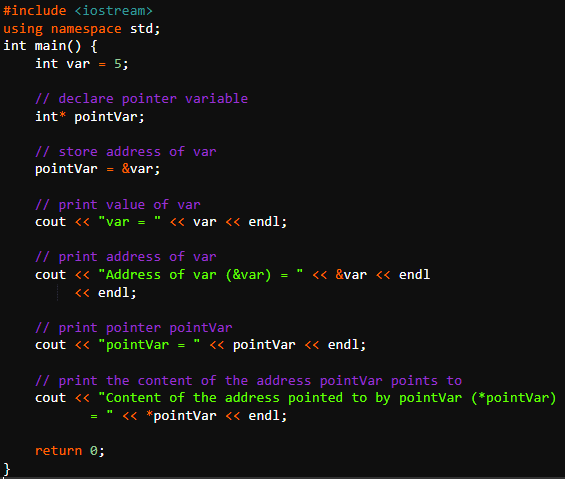 #include <iostream>
using namespace std;
int main() {
    int var = 5;

    // declare pointer variable
    int* pointVar;

    // store address of var
    pointVar = &var;

    // print value of var
    cout << "var = " << var << endl;

    // print address of var
    cout << "Address of var (&var) = " << &var << endl
         << endl;

    // print pointer pointVar
    cout << "pointVar = " << pointVar << endl;

    // print the content of the address pointVar points to
    cout << "Content of the address pointed to by pointVar (*pointVar)
           = " << *pointVar << endl;

    return 0;
}